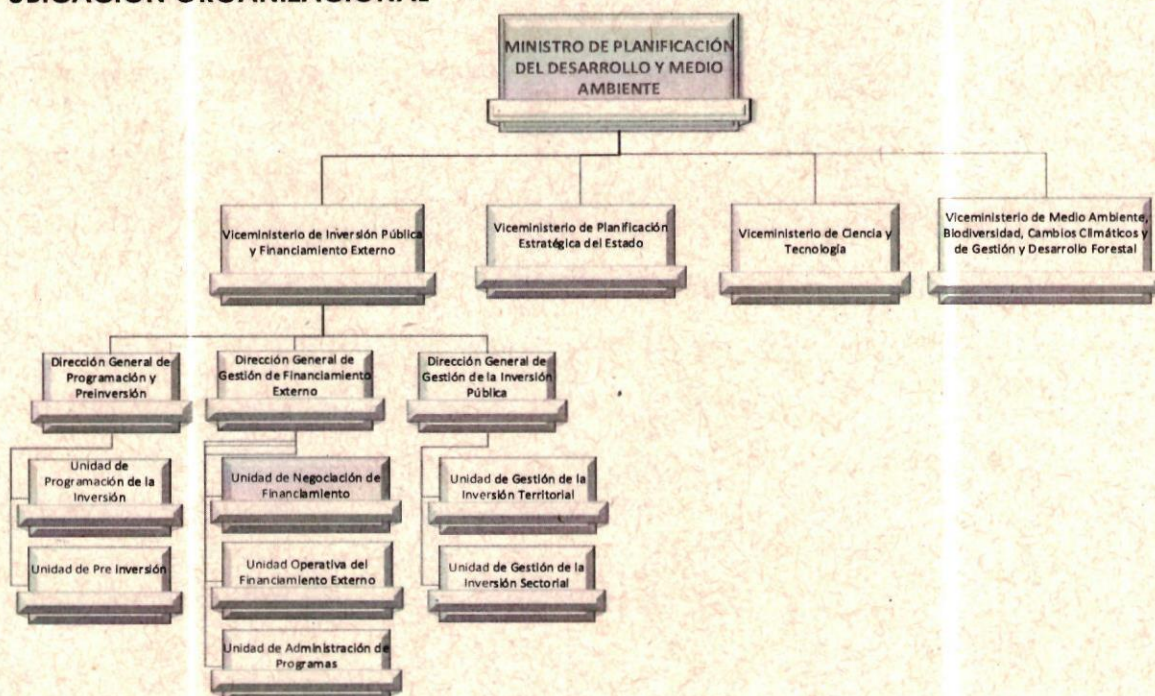 UBICACIÓN ORGANIZACIONAL
MINISTRO DE PLANIFICACIÓN
DEL DESARROLLO Y MEDIO
AMBIENTE
Viceministerio de Inversión Pública
y Financiamiento Externo
Viceministerio de Planificación
Estratégica del Estado
Viceministerio de Ciencia y
Tecnología
Viceministerio de Medio Ambiente,
Biodiversidad, Cambios Climáticos y
de Gestión y Desarrollo Forestal
Dirección General de
Programación y
Preinversión
Dirección General de
Gestión de Financiamiento
Externo
Dirección General de
Gestión de la Inversión
Pública
Unidad de
Programación de la
Inversión
Unidad de Negociación de
Financiamiento
Unidad de Gestión de la
Inversión Territorial
Unidad de Pre Inversión
Unidad Operativa del
Financiamiento Externo
Unidad de Gestión de la
Inversión Sectorial
Unidad de Administración de
Programas